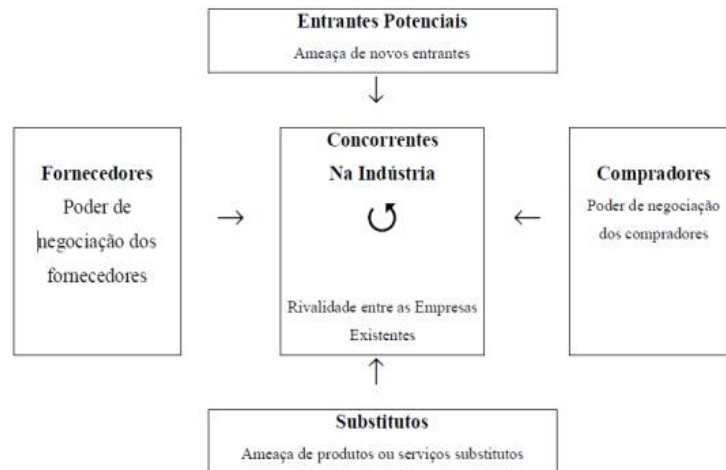 Entrantes Potenciais
Ameaça de novos entrantes
Fornecedores
Poder de
negociação dos
fornecedores
Concorrentes
Na Indústria
Rivalidade entre as Empresas
Existentes
Compradores
Poder de negociação
dos compradores
Substitutos
Ameaça de produtos ou serviços substitutos